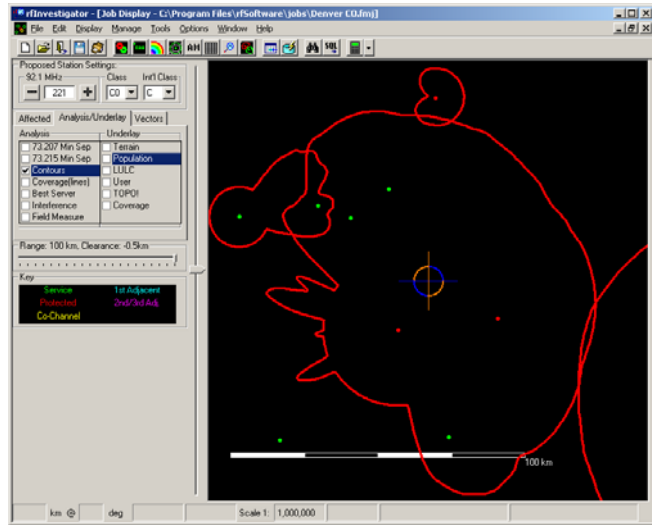 rfInvestigator - [Job Display - C:\Program Files\rfSoftware\jobs\Denver CO.fmj]
File Edit Display Manage Tools Options Window Help
AM SQL
Proposed Station Settings:
92.1 MHz Class Int'l Class
221 C0 C
Affected Analysis/Underlay Vectors
Analysis Underlay
73.207 Min Sep Terrain
73.215 Min Sep Population
Contours LULC
Coverage(lines) User
Best Server TOPO!
Interference Coverage
Field Measure
Range: 100 km, Clearance: -0.5km
Key
Service 1st Adjacent
Protected 2nd/3rd Adj.
Co-Channel
100 km
km @ deg Scale 1: 1,000,000